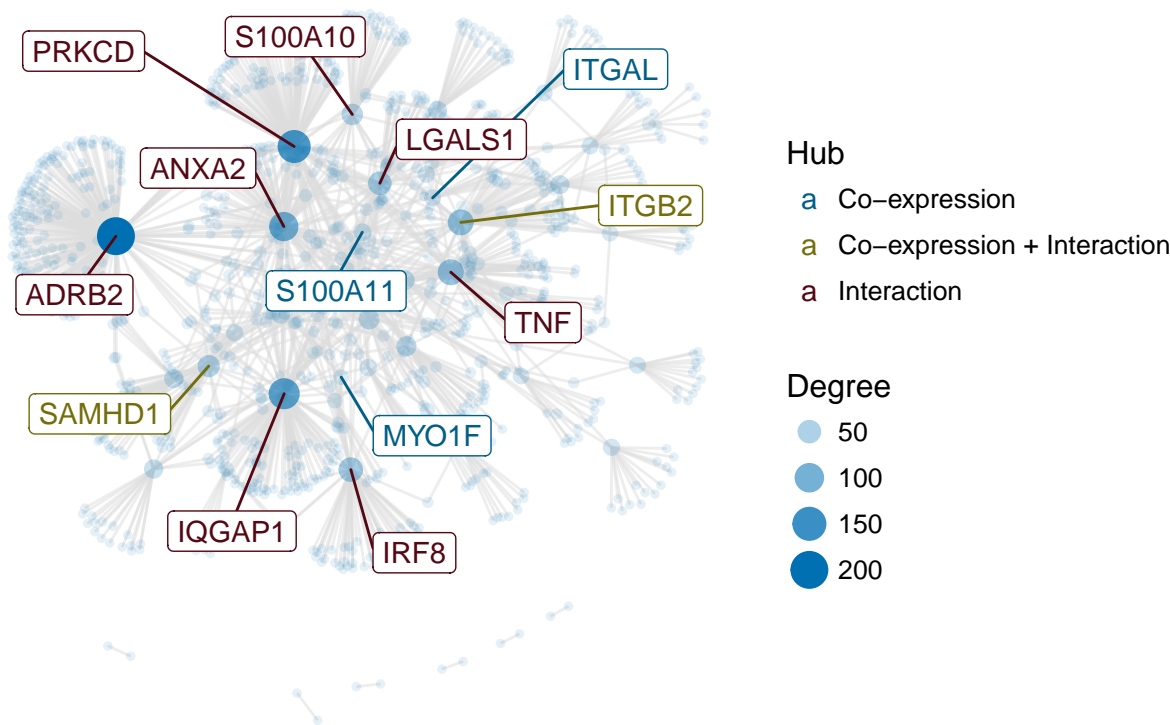 S100A10
PRKCD
ITGAL
LGALS1
ANXA2
ITGB2
S100A11
ADRB2
TNF
SAMHD1
MYO1F
IQGAP1
IRF8
Hub
a Co−expression
a Co−expression + Interaction
a Interaction
Degree
50
100
150
200